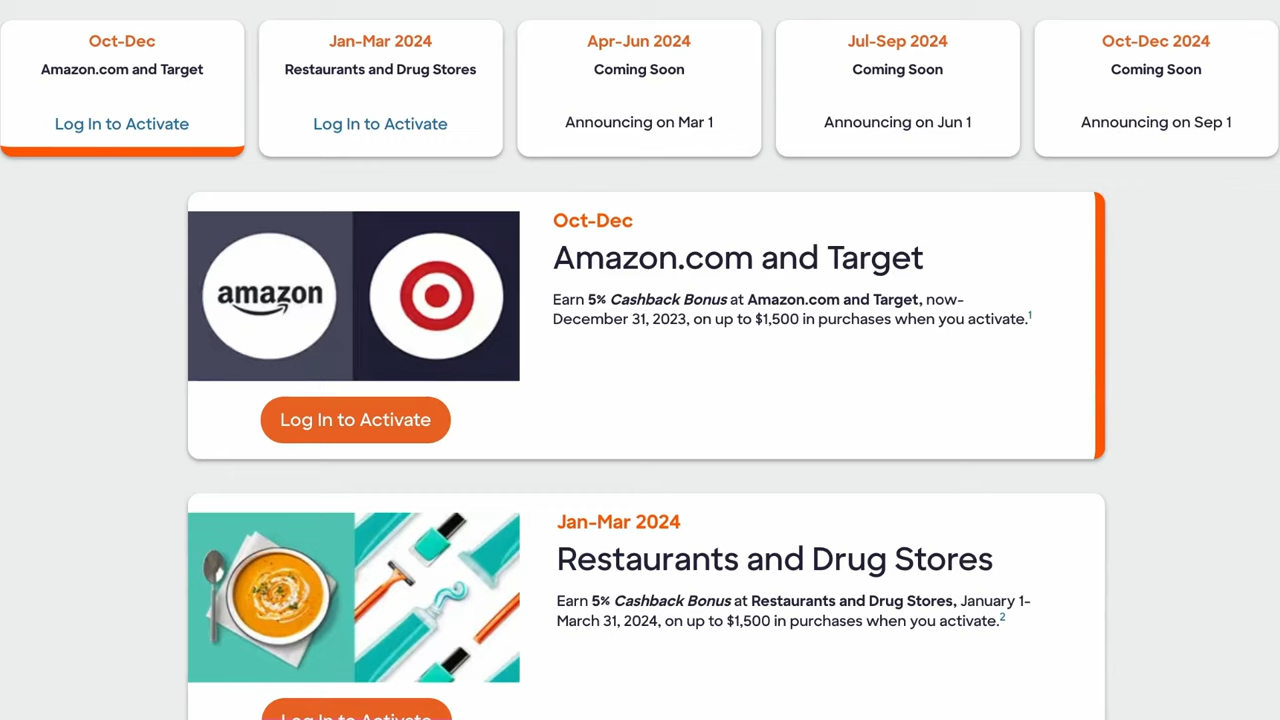 Oct-Dec
Amazon.com and Target
Log In to Activate
Jan-Mar 2024
Restaurants and Drug Stores
Log In to Activate
Apr-Jun 2024
Coming Soon
Announcing on Mar 1
Jul-Sep 2024
Coming Soon
Announcing on Jun 1
Oct-Dec 2024
Coming Soon
Announcing on Sep 1
amazon
Log In to Activate
Oct-Dec
Amazon.com and Target
Earn 5% Cashback Bonus at Amazon.com and Target, now-
December 31, 2023, on up to $1,500 in purchases when you activate.1
Jan-Mar 2024
Restaurants and Drug Stores
Earn 5% Cashback Bonus at Restaurants and Drug Stores, January 1-
March 31, 2024, on up to $1,500 in purchases when you activate.2
Log In to Activate